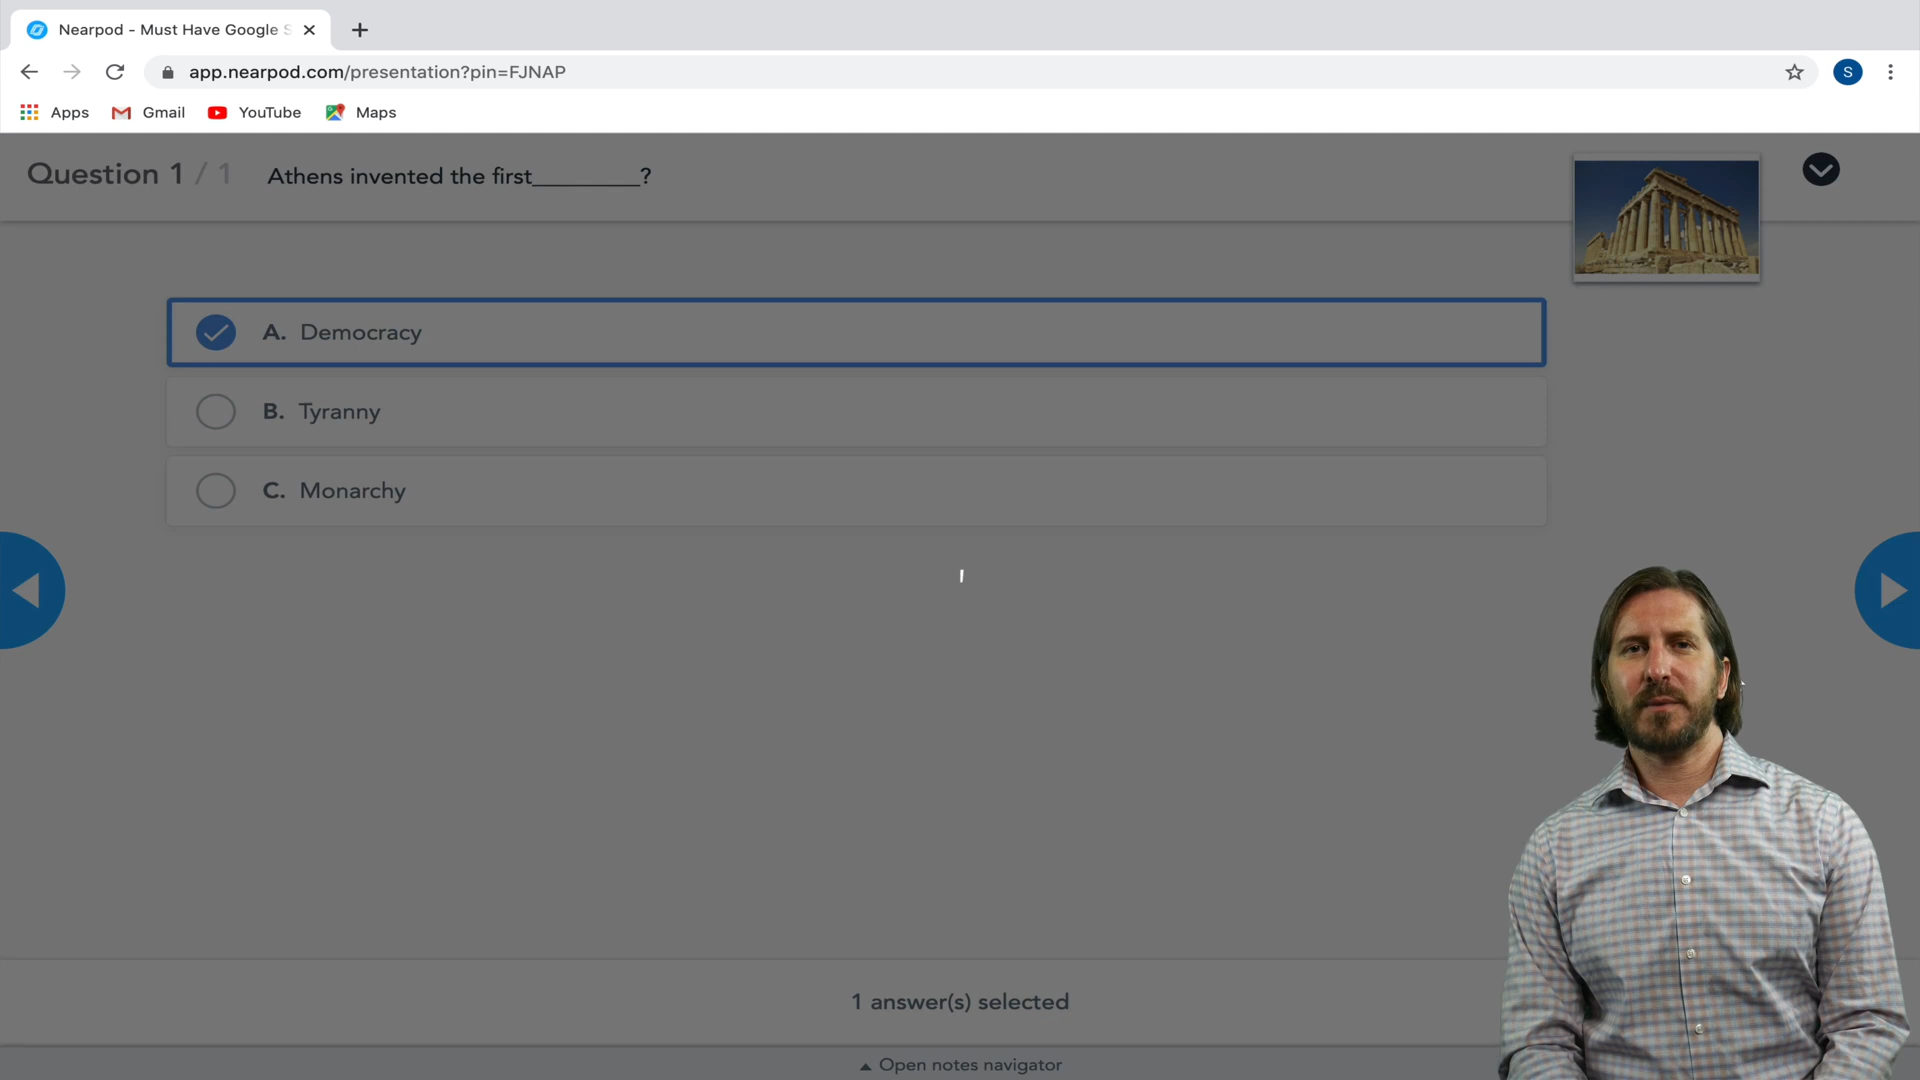 Nearpod - Must Have Google S
app.nearpod.com/presentation?pin=FJNAP
S
Apps
Gmail
YouTube
Maps
Question 1 / 1
Athens invented the first_________?
A. Democracy
B. Tyranny
C. Monarchy
1 answer(s) selected
Open notes navigator